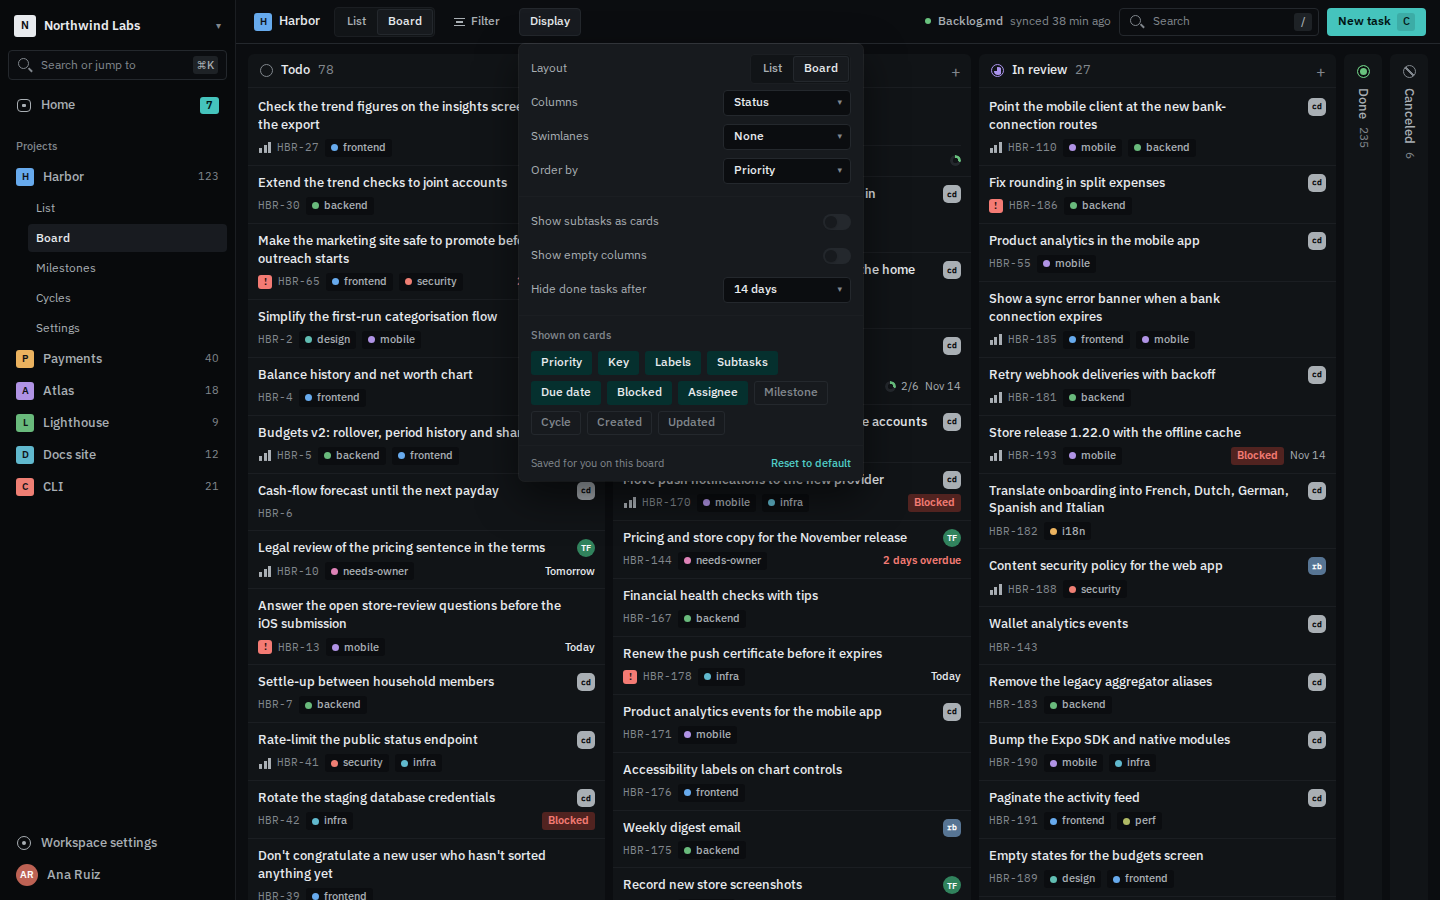 N Northwind Labs
Search or jump to ⌘K
Home 7
Projects
H Harbor 123
List
Board
Milestones
Cycles
Settings
P Payments 40
A Atlas 18
L Lighthouse 9
D Docs site 12
C CLI 21
Workspace settings
AR Ana Ruiz
H Harbor List Board Filter Display
Backlog.md synced 38 min ago Search / New task C
Layout List Board
Columns Status
Swimlanes None
Order by Priority
Show subtasks as cards
Show empty columns
Hide done tasks after 14 days
Shown on cards
Priority Key Labels Subtasks
Due date Blocked Assignee Milestone
Cycle Created Updated
Saved for you on this board Reset to default
Todo 78
Check the trend figures on the insights
the export
HBR-27 frontend
Extend the trend checks to joint accounts
HBR-30 backend
Make the marketing site safe to promote
outreach starts
! HBR-65 frontend security
Simplify the first-run categorisation flow
HBR-2 design mobile
Balance history and net worth chart
HBR-4 frontend
Budgets v2: rollover, period history and
HBR-5 backend frontend
Cash-flow forecast until the next payday cd
HBR-6
Legal review of the pricing sentence in the terms TF
HBR-10 needs-owner Tomorrow
Answer the open store-review questions before the
iOS submission
! HBR-13 mobile Today
Settle-up between household members cd
HBR-7 backend
Rate-limit the public status endpoint cd
HBR-41 security infra
Rotate the staging database credentials cd
HBR-42 infra Blocked
Don't congratulate a new user who hasn't sorted
anything yet
HBR-39 frontend
+
in cd
the home cd
cd
2/6 Nov 14
accounts cd
Move push notifications to the new provider cd
HBR-170 mobile infra Blocked
Pricing and store copy for the November release TF
HBR-144 needs-owner 2 days overdue
Financial health checks with tips
HBR-167 backend
Renew the push certificate before it expires
! HBR-178 infra Today
Product analytics events for the mobile app cd
HBR-171 mobile
Accessibility labels on chart controls
HBR-176 frontend
Weekly digest email rb
HBR-175 backend
Record new store screenshots TF
In review 27 +
Point the mobile client at the new bank-
connection routes cd
HBR-110 mobile backend
Fix rounding in split expenses cd
! HBR-186 backend
Product analytics in the mobile app cd
HBR-55 mobile
Show a sync error banner when a bank
connection expires
HBR-185 frontend mobile
Retry webhook deliveries with backoff cd
HBR-181 backend
Store release 1.22.0 with the offline cache
HBR-193 mobile Blocked Nov 14
Translate onboarding into French, Dutch, German,
Spanish and Italian cd
HBR-182 i18n
Content security policy for the web app rb
HBR-188 security
Wallet analytics events cd
HBR-143
Remove the legacy aggregator aliases cd
HBR-183 backend
Bump the Expo SDK and native modules cd
HBR-190 mobile infra
Paginate the activity feed cd
HBR-191 frontend perf
Empty states for the budgets screen
HBR-189 design frontend
Done 235
Canceled 6